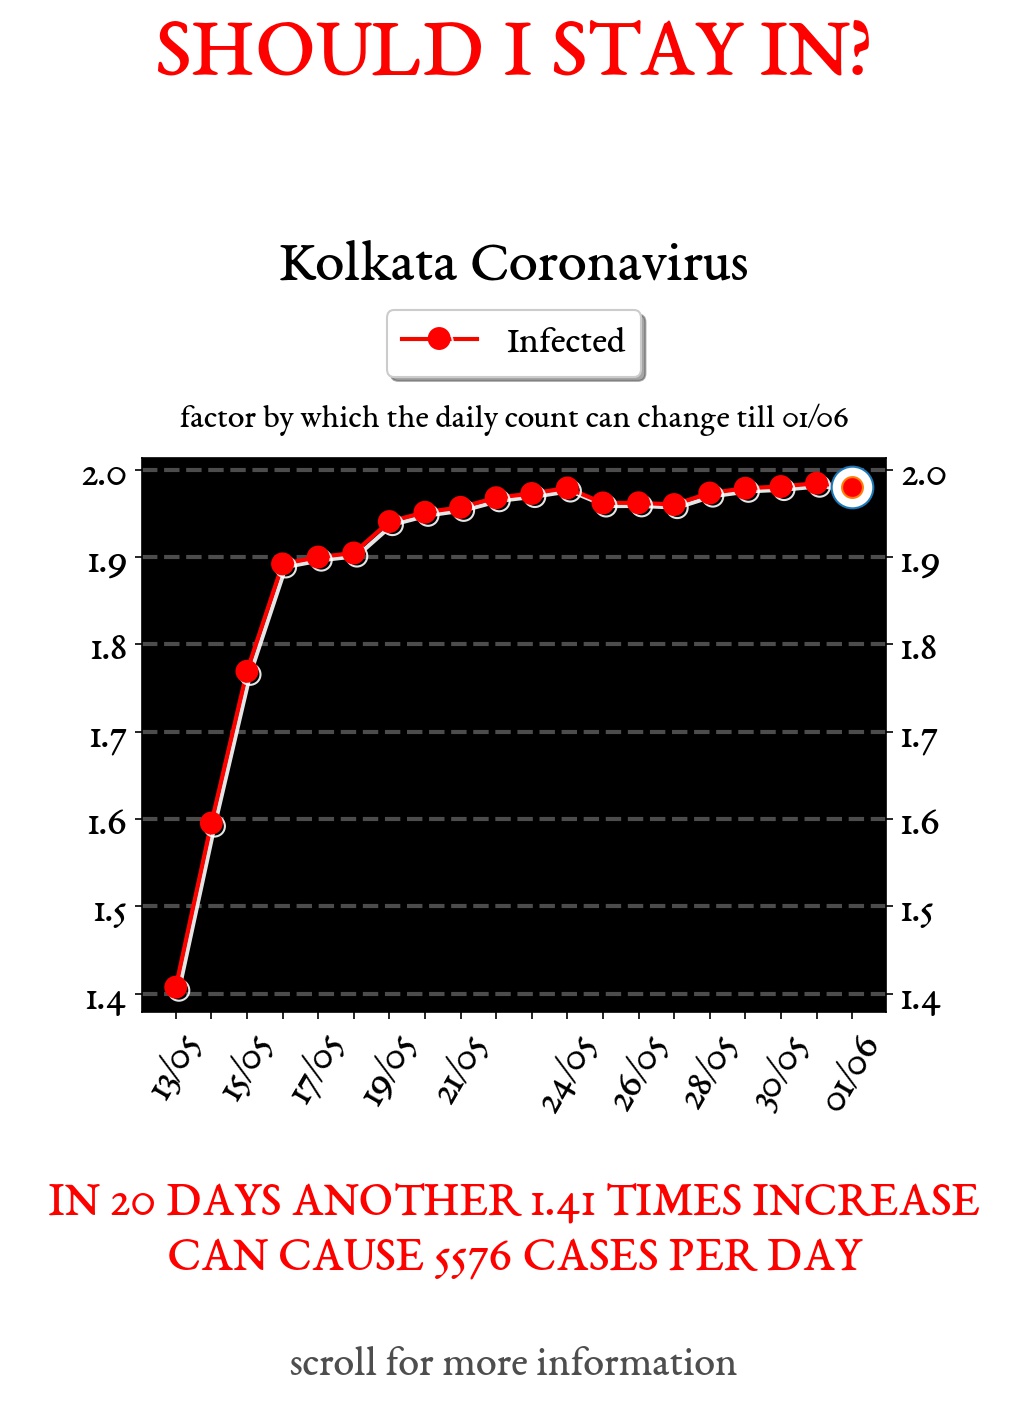 SHOULD I STAY IN?
Kolkata Coronavirus
Infected
factor by which the daily count can change till 01/06
2.0 2.0
1.9 1.9
1.8 1.8
1.7 1.7
1.6 1.6
1.5 1.5
1.4 1.4
13/05 15/05 17/05 19/05 21/05 24/05 26/05 28/05 30/05 01/06
IN 20 DAYS ANOTHER 1.41 TIMES INCREASE
CAN CAUSE 5576 CASES PER DAY
scroll for more information